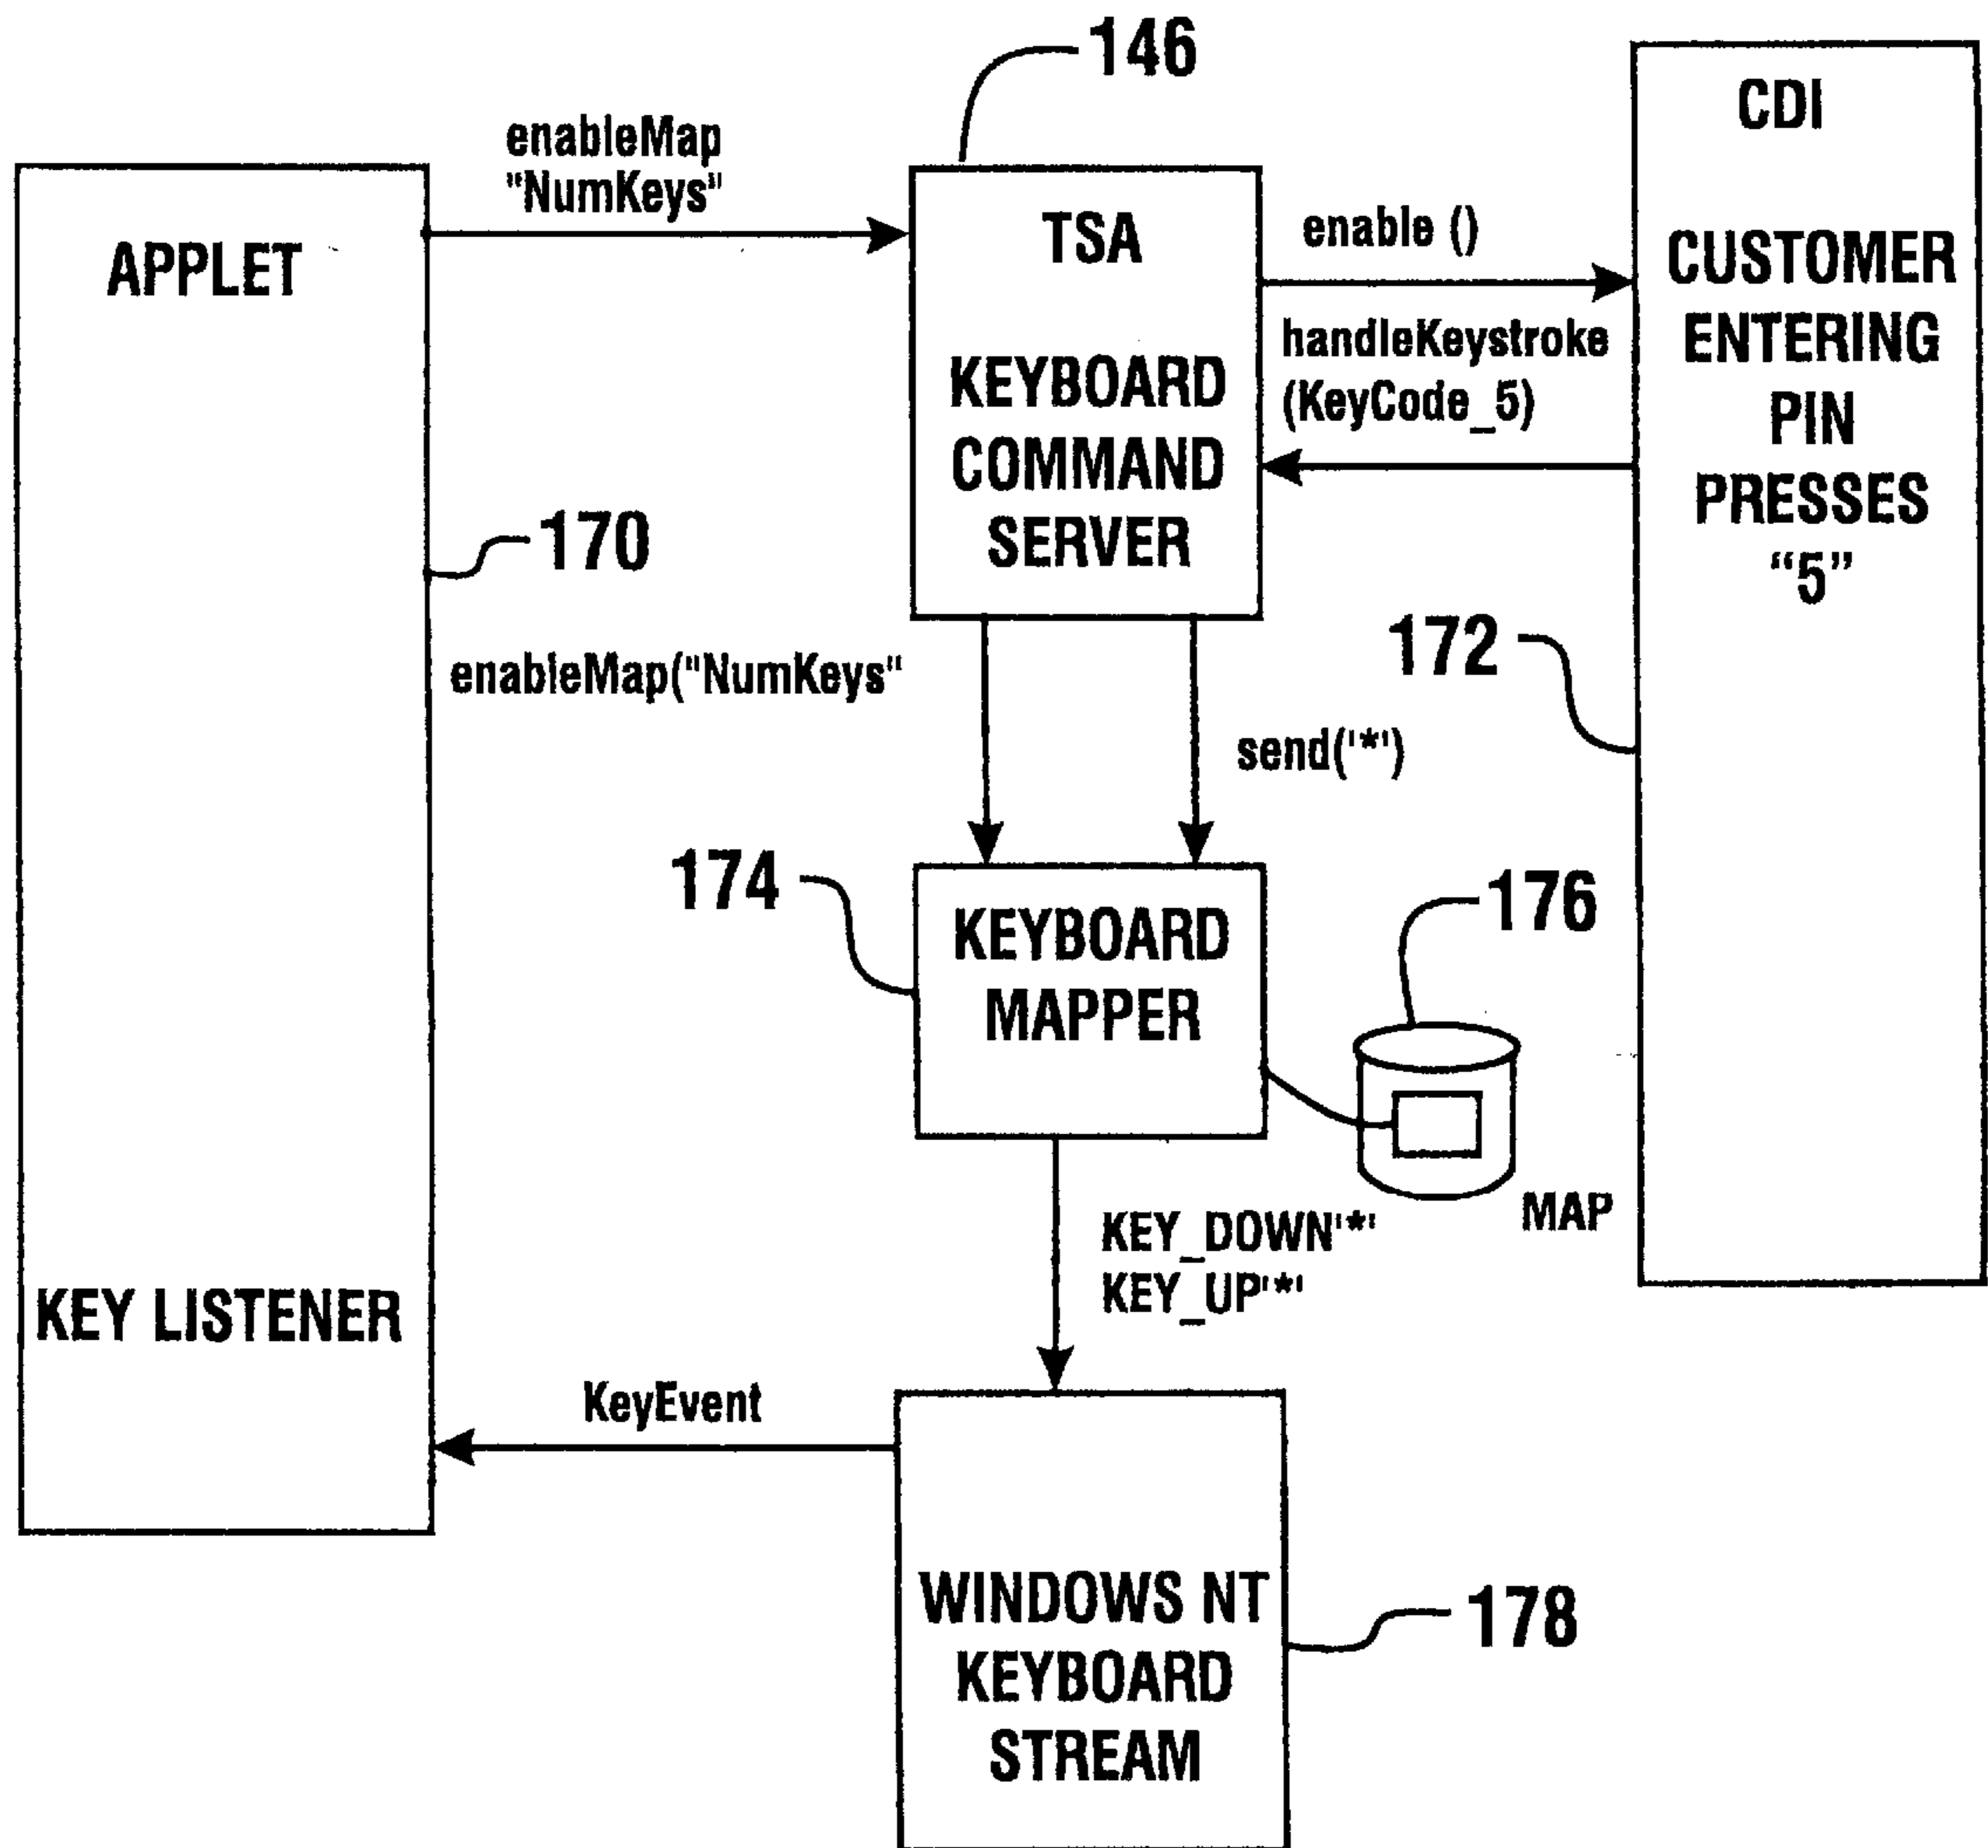 146
CDI
enableMap
"NumKeys"
APPLET
TSA
enable ()
CUSTOMER
ENTERING
PIN
PRESSES
“5”
handleKeystroke
(KeyCode_5)
KEYBOARD
COMMAND
SERVER
170
enableMap("NumKeys"
172
send('*')
174
KEYBOARD
MAPPER
176
MAP
KEY_DOWN'*'
KEY_UP'*'
KEY LISTENER
KeyEvent
WINDOWS NT
KEYBOARD
STREAM
178